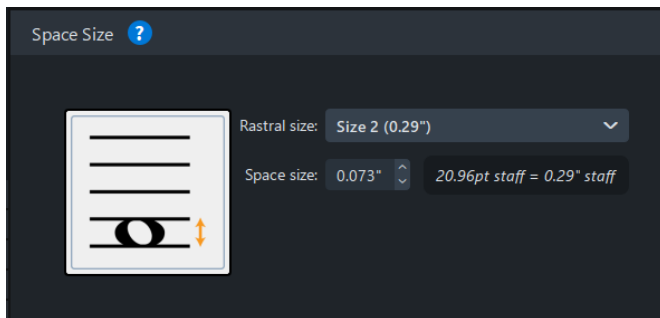 Space Size ?
Rastral size: Size 2 (0.29")
Space size: 0.073" 20.96pt staff = 0.29" staff